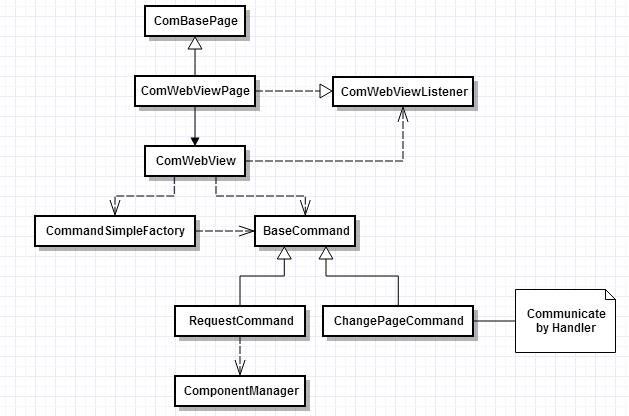 ComBasePage
ComWebViewPage
ComWebViewListener
ComWebView
CommandSimpleFactory
BaseCommand
RequestCommand
ChangePageCommand
Communicate
by Handler
ComponentManager